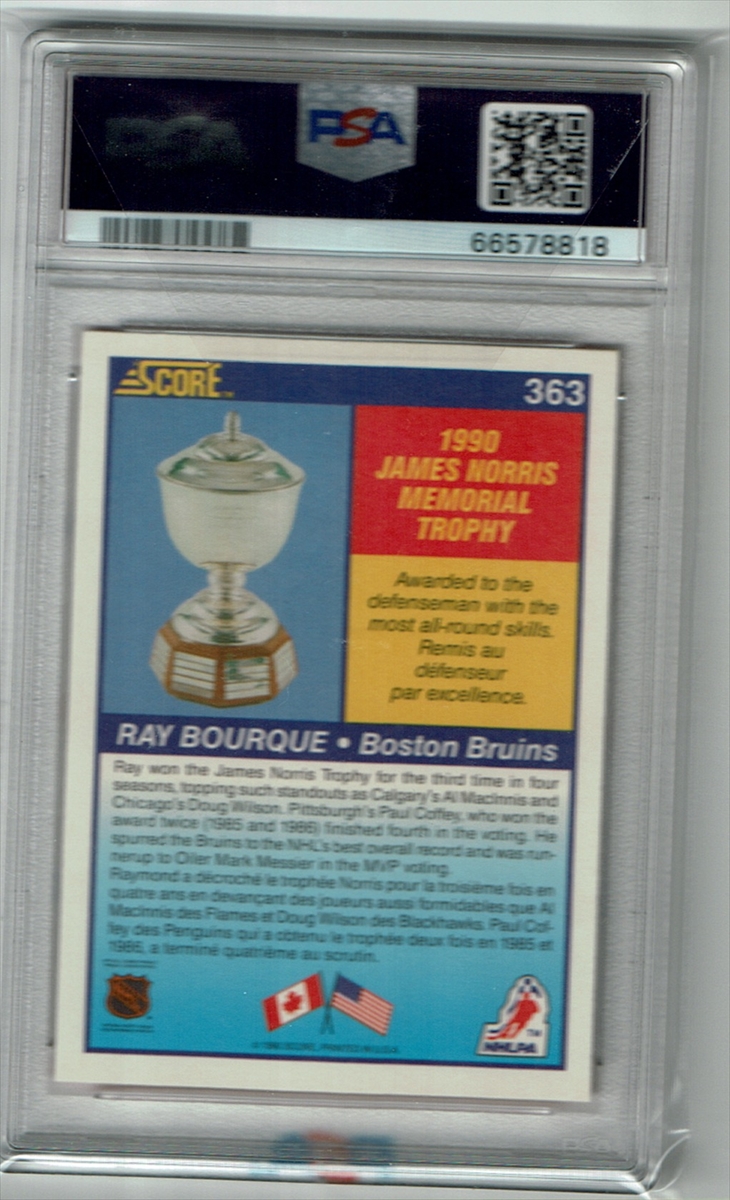 PSA
66578818
SCORE
363
1990
JAMES NORRIS
MEMORIAL
TROPHY
Awarded to the
defenseman with the
most all-round skills.
Remis au
défenseur
par excellence.
RAY BOURQUE • Boston Bruins
Ray won the James Norris Trophy for the third time in four
seasons, topping such standouts as Calgary's Al MacInnis and
Chicago's Doug Wilson. Pittsburgh's Paul Coffey, who won the
award twice (1985 and 1986) finished fourth in the voting. He
spurred the Bruins to the NHL's best overall record and was run-
nerup to Oiler Mark Messier in the MVP voting.
Raymond a décroché le trophée Norris pour la troisième fois en
quatre ans en devançant des joueurs aussi formidables que Al
MacInnis des Flames et Doug Wilson des Blackhawks. Paul Cof-
fey des Penguins qui a obtenu le trophée deux fois en 1985 et
1986, a terminé quatrième au scrutin.
TM
NHLPA
© 1990 SCORE, PRINTED IN U.S.A.